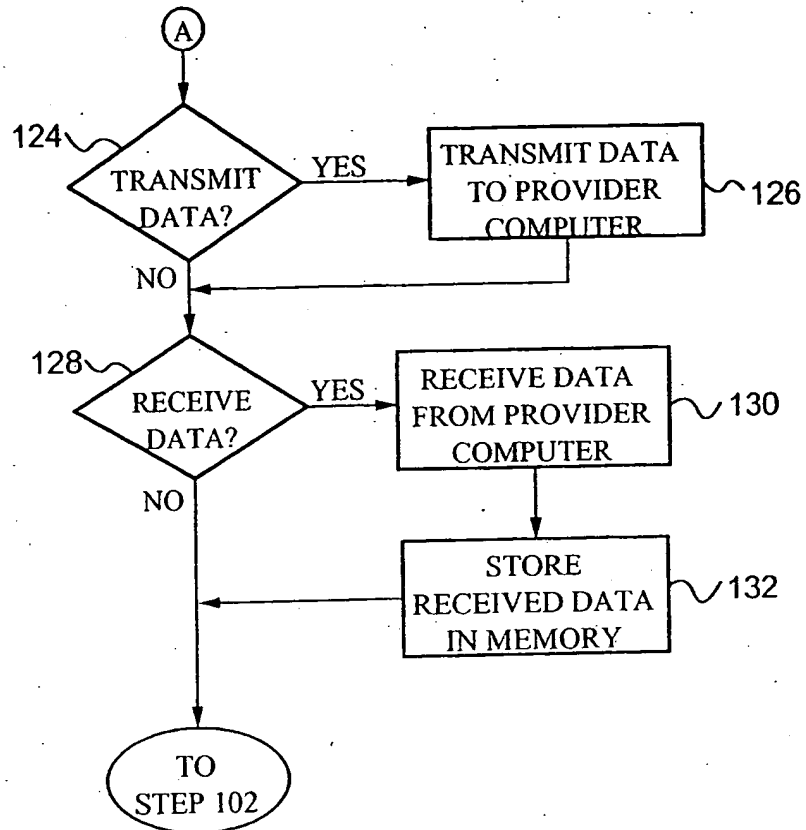 A
124
TRANSMIT
DATA?
YES
TRANSMIT DATA
TO PROVIDER
COMPUTER
126
NO
128
RECEIVE
DATA?
YES
RECEIVE DATA
FROM PROVIDER
COMPUTER
130
NO
STORE
RECEIVED DATA
IN MEMORY
132
TO
STEP 102